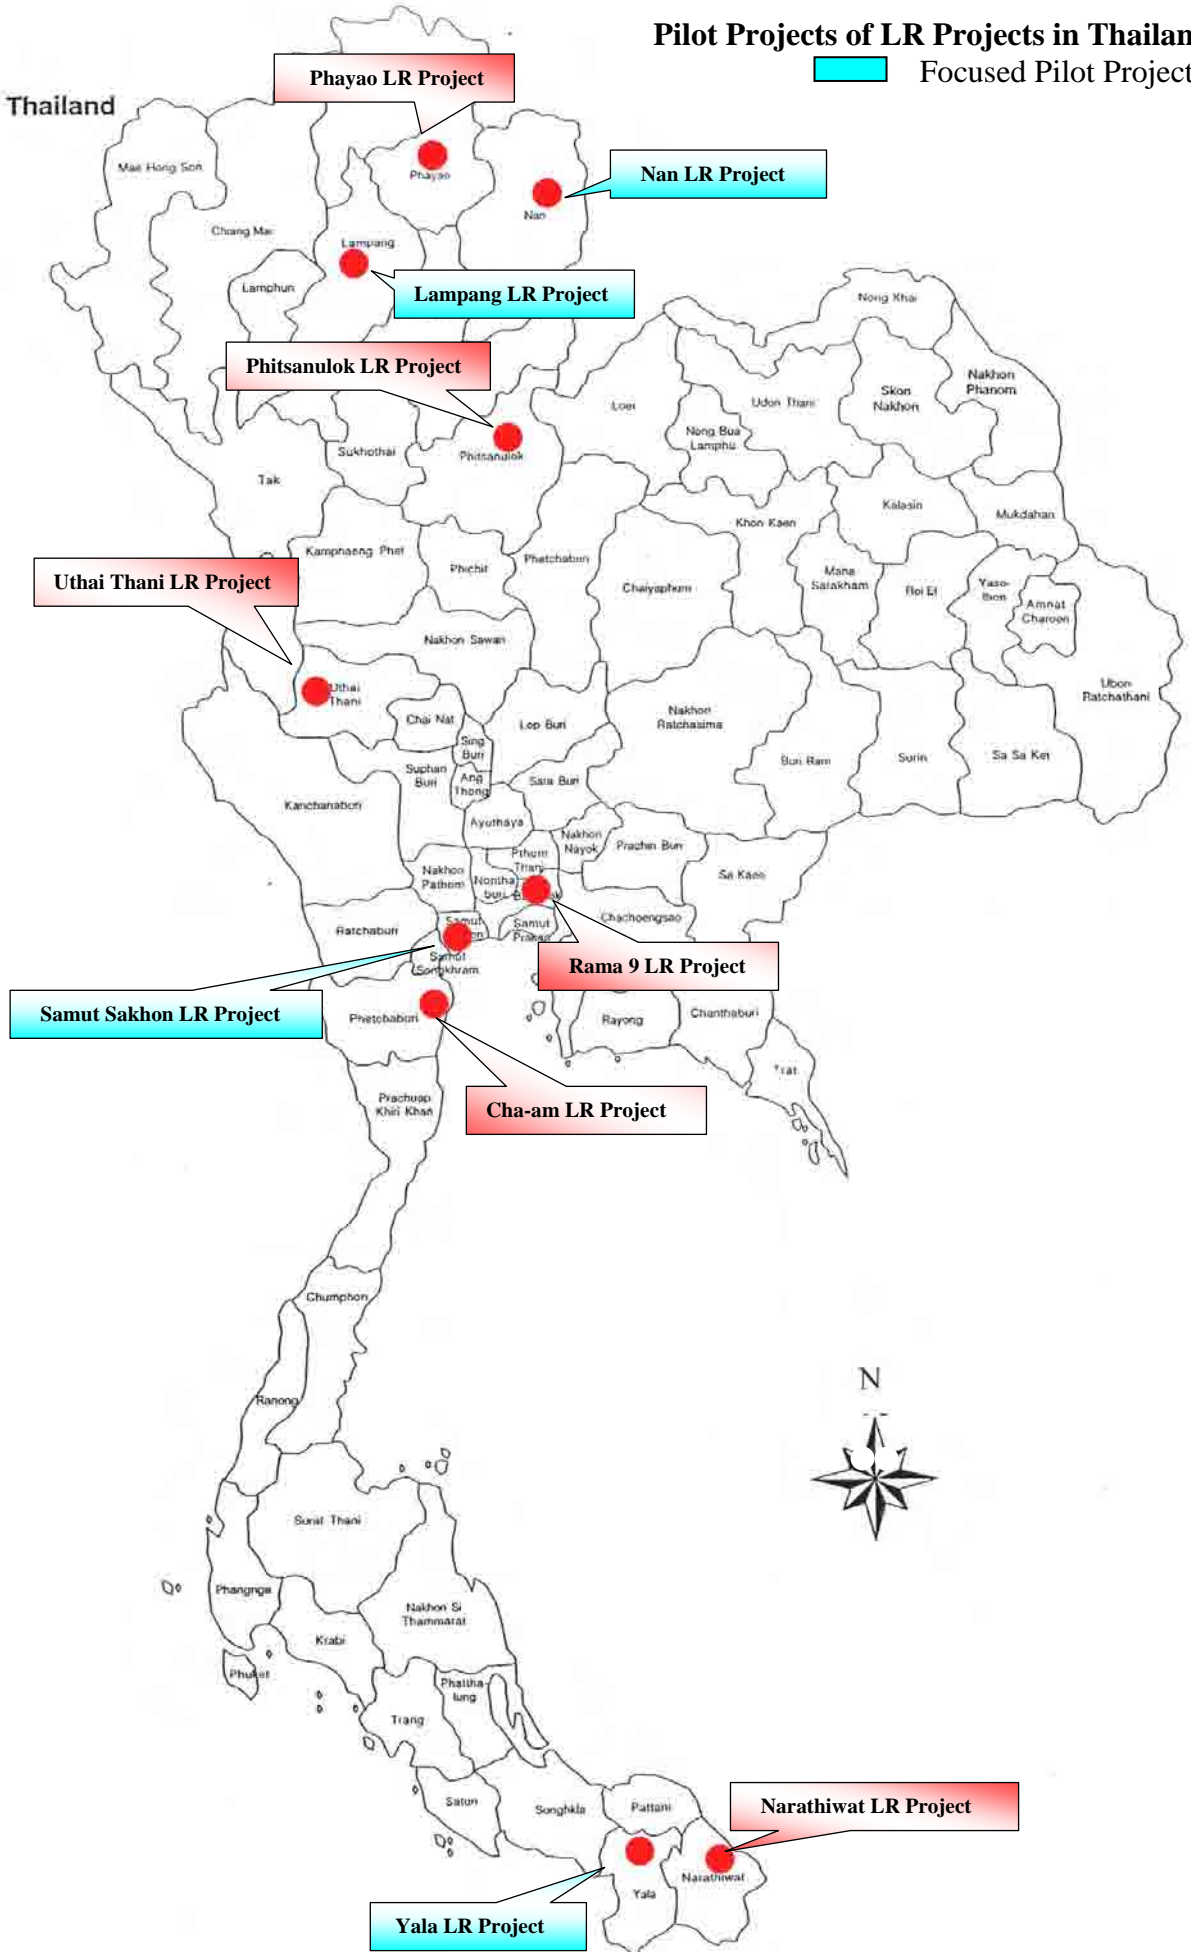 Pilot Projects of LR Projects in Thailan
Focused Pilot Project
Thailand
Phayao LR Project
Mae Hong Son
Phayao
Nan LR Project
Nan
Chiang Mai
Lampang
Lamphun
Lampang LR Project
Nong Khai
Phitsanulok LR Project
Nakhon
Phanom
Skon
Nakhon
Loei
Udon Thani
Nong Bua
Lamphu
Sukhothai
Phitsanulok
Tak
Kalasin
Mukdahan
Khon Kaen
Kamphaeng Phet
Phichit
Phetchaburi
Chaiyaphum
Maha
Sarakham
Roi Et
Yaso-
thon
Amnat
Charoen
Uthai Thani LR Project
Nakhon Sawan
Uthai
Thani
Ubon
Ratchathani
Chai Nat
Lop Buri
Nakhon
Ratchasima
Sing
Buri
Buri Ram
Surin
Sa Sa Ket
Suphan
Buri
Ang
Thong
Sara Buri
Kanchanaburi
Ayuthaya
Nakhon
Nayok
Prachin Buri
Pthum
Thani
Nakhon
Pathom
Nontha
buri
Sa Kaeo
Ratchaburi
Samut
Samut
Prakan
Chachoengsao
Samut
Songkhram
Rama 9 LR Project
Samut Sakhon LR Project
Phetchaburi
Rayong
Chanthaburi
Trat
Cha-am LR Project
Prachuap
Khiri Khan
Chumphon
N
Ranong
Surat Thani
Phangnga
Nakhon Si
Thammarat
Krabi
Phuket
Phattha-
lung
Trang
Satun
Songhkla
Pattani
Narathiwat LR Project
Narathiwat
Yala
Yala LR Project